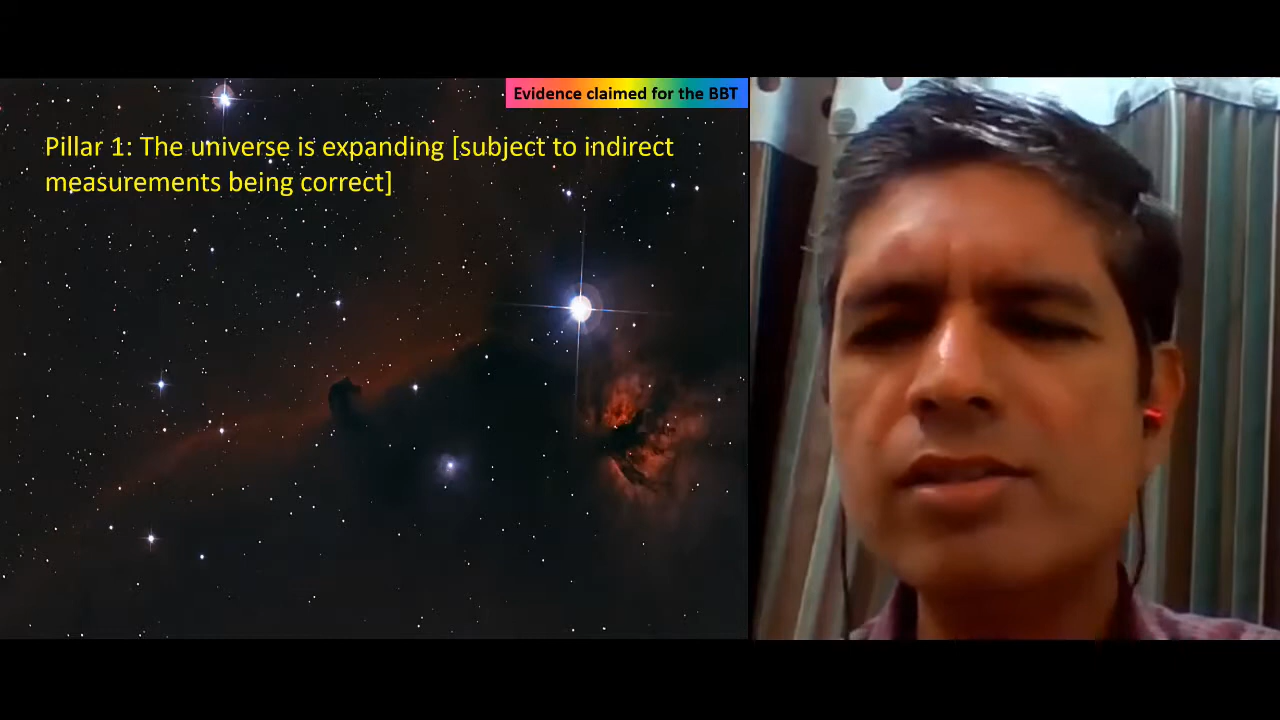 Evidence claimed for the BBT
Pillar 1: The universe is expanding [subject to indirect
measurements being correct]